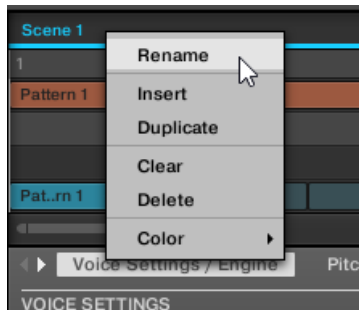 Scene 1
1
Rename
Pattern 1
Insert
Duplicate
Clear
Pat..rn 1
Delete
Color
Voice Settings / Engine
Pitc
VOICE SETTINGS